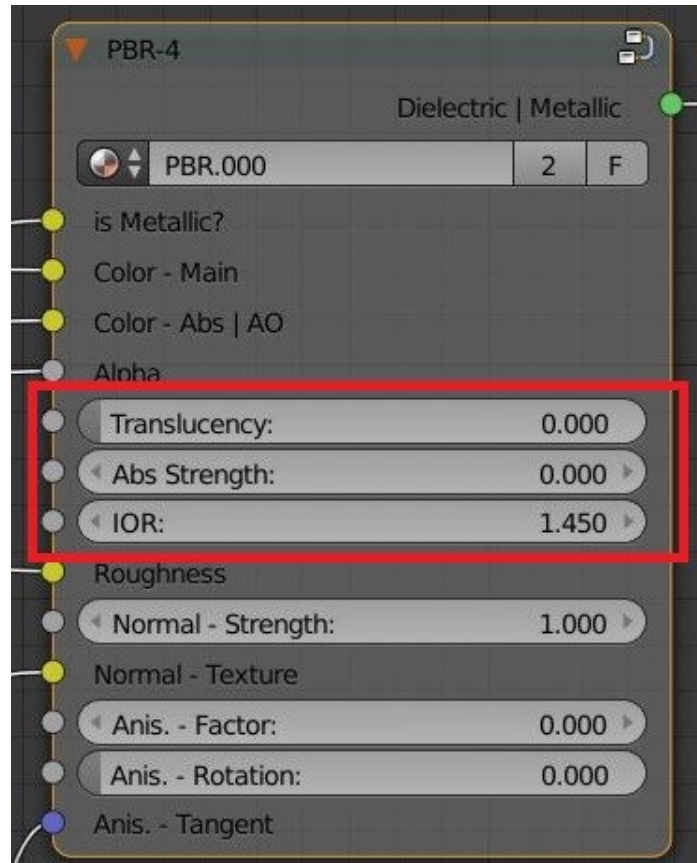 PBR-4
Dielectric | Metallic
PBR.000 2 F
is Metallic?
Color - Main
Color - Abs | AO
Alpha
Translucency: 0.000
Abs Strength: 0.000
IOR: 1.450
Roughness
Normal - Strength: 1.000
Normal - Texture
Anis. - Factor: 0.000
Anis. - Rotation: 0.000
Anis. - Tangent